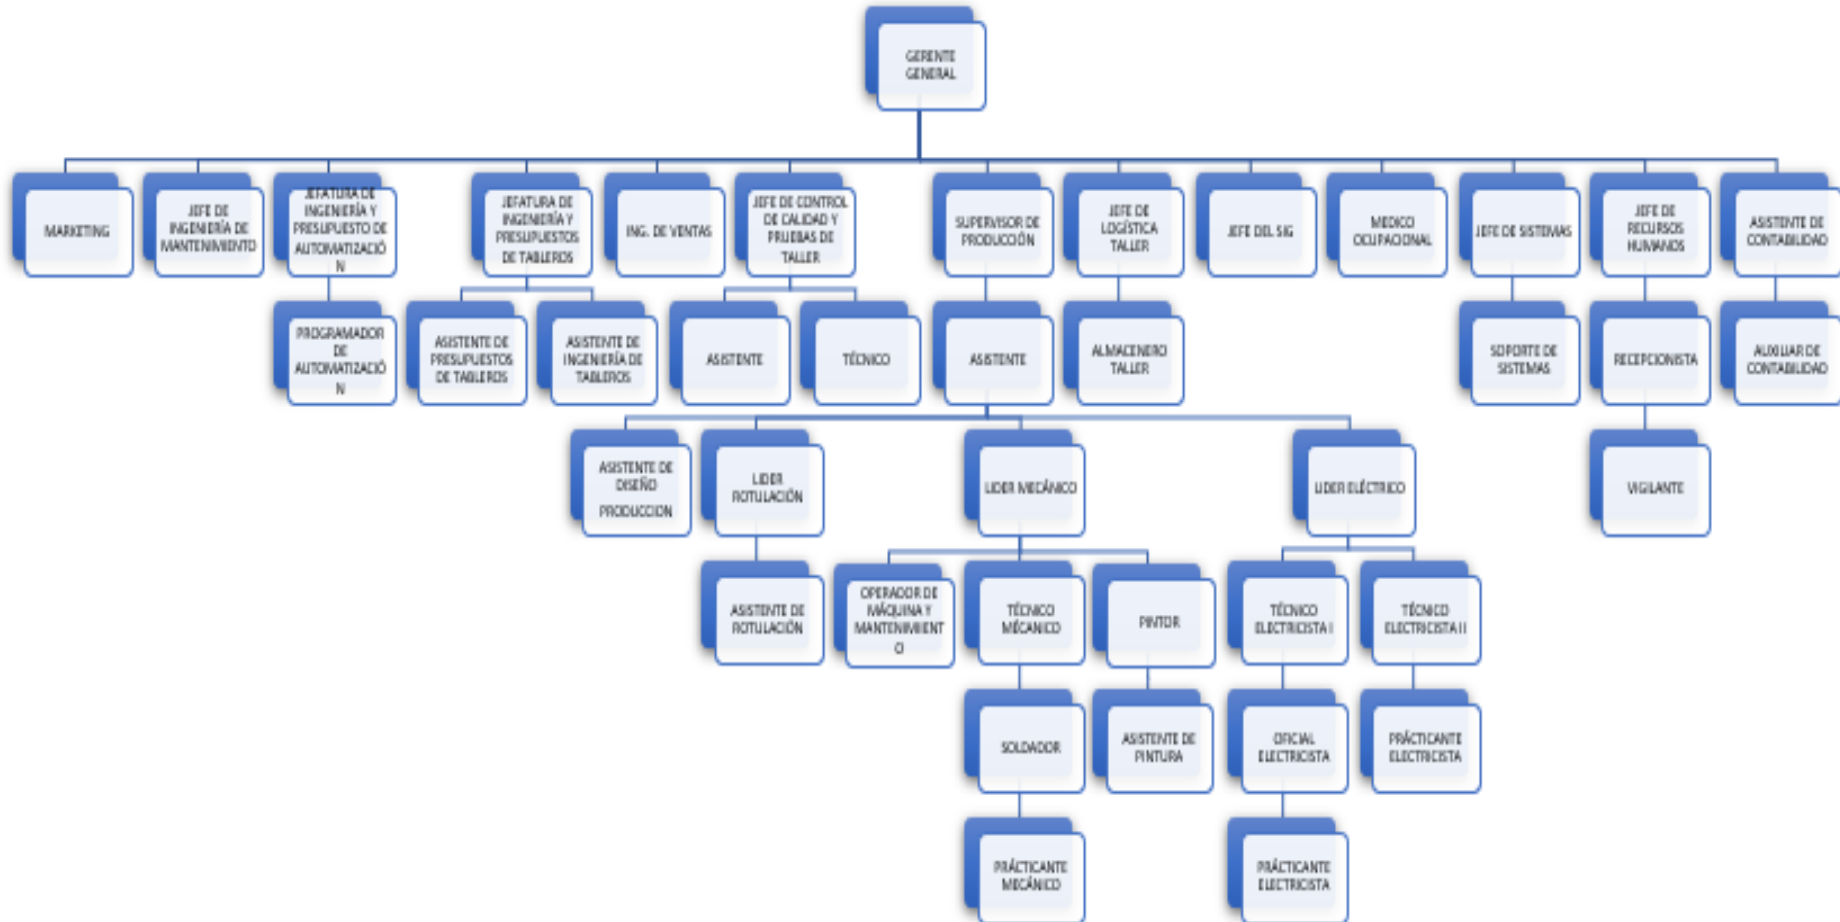 GERENTE
GENERAL
MARKETING
JEFE DE
INGENIERÍA DE
MANTENIMIENTO
JEFATURA DE
INGENIERÍA Y
PRESUPUESTO DE
AUTOMATIZACIÓ
N
JEFATURA DE
INGENIERÍA Y
PRESUPUESTOS
DE TABLEROS
ING. DE VENTAS
JEFE DE CONTROL
DE CALIDAD Y
PRUEBAS DE
TALLER
SUPERVISOR DE
PRODUCCIÓN
JEFE DE
LOGÍSTICA
TALLER
JEFE DEL SIG
MEDICO
OCUPACIONAL
JEFE DE SISTEMAS
JEFE DE
RECURSOS
HUMANOS
ASISTENTE DE
CONTABILIDAD
PROGRAMADOR
DE
AUTOMATIZACIÓ
N
ASISTENTE DE
PRESUPUESTOS
DE TABLEROS
ASISTENTE DE
INGENIERÍA DE
TABLEROS
ASISTENTE
TÉCNICO
ASISTENTE
ALMACENERO
TALLER
SOPORTE DE
SISTEMAS
RECEPCIONISTA
AUXILIAR DE
CONTABILIDAD
ASISTENTE DE
DISEÑO
PRODUCCION
LIDER
ROTULACIÓN
LIDER MECÁNICO
LIDER ELÉCTRICO
VIGILANTE
ASISTENTE DE
ROTULACIÓN
OPERADOR DE
MÁQUINA Y
MANTENIMIENT
O
TÉCNICO
MÉCANICO
PINTOR
TÉCNICO
ELECTRICISTA I
TÉCNICO
ELECTRICISTA II
SOLDADOR
ASISTENTE DE
PINTURA
OFICIAL
ELECTRICISTA
PRÁCTICANTE
ELECTRICISTA
PRÁCTICANTE
MECÁNICO
PRÁCTICANTE
ELECTRICISTA